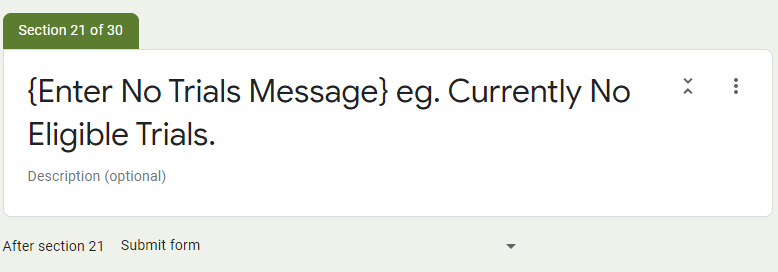 Section 21 of 30
{Enter No Trials Message} eg. Currently No
Eligible Trials.
Description (optional)
After section 21 Submit form